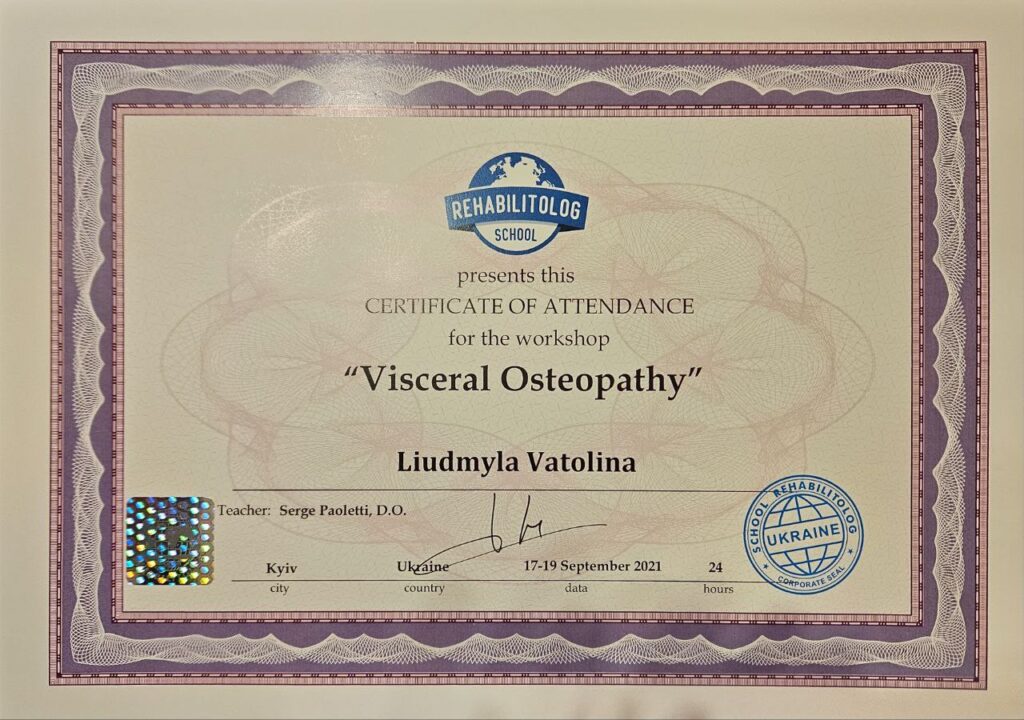 REHABILITOLOG
SCHOOL
presents this
CERTIFICATE OF ATTENDANCE
for the workshop
“Visceral Osteopathy”
Liudmyla Vatolina
Teacher: Serge Paoletti, D.O.
Kyiv Ukraine 17-19 September 2021 24
city country data hours
SCHOOL REHABILITOLOG
UKRAINE
CORPORATE SEAL